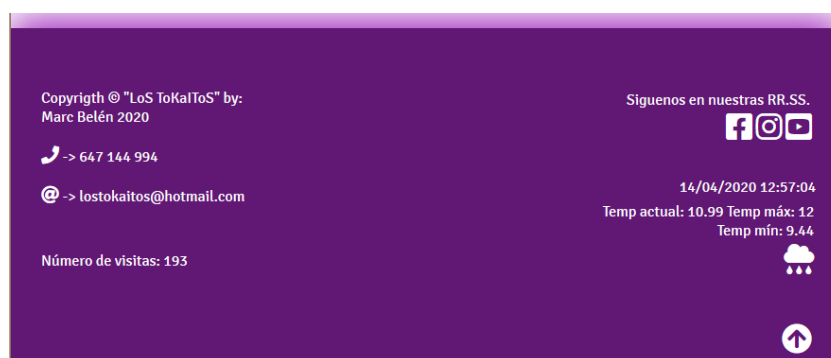 Copyrigth © "LoS ToKaIToS" by:
Marc Belén 2020
-> 647 144 994
@ -> lostokaitos@hotmail.com
Número de visitas: 193
Siguenos en nuestras RR.SS.
14/04/2020 12:57:04
Temp actual: 10.99 Temp máx: 12
Temp mín: 9.44